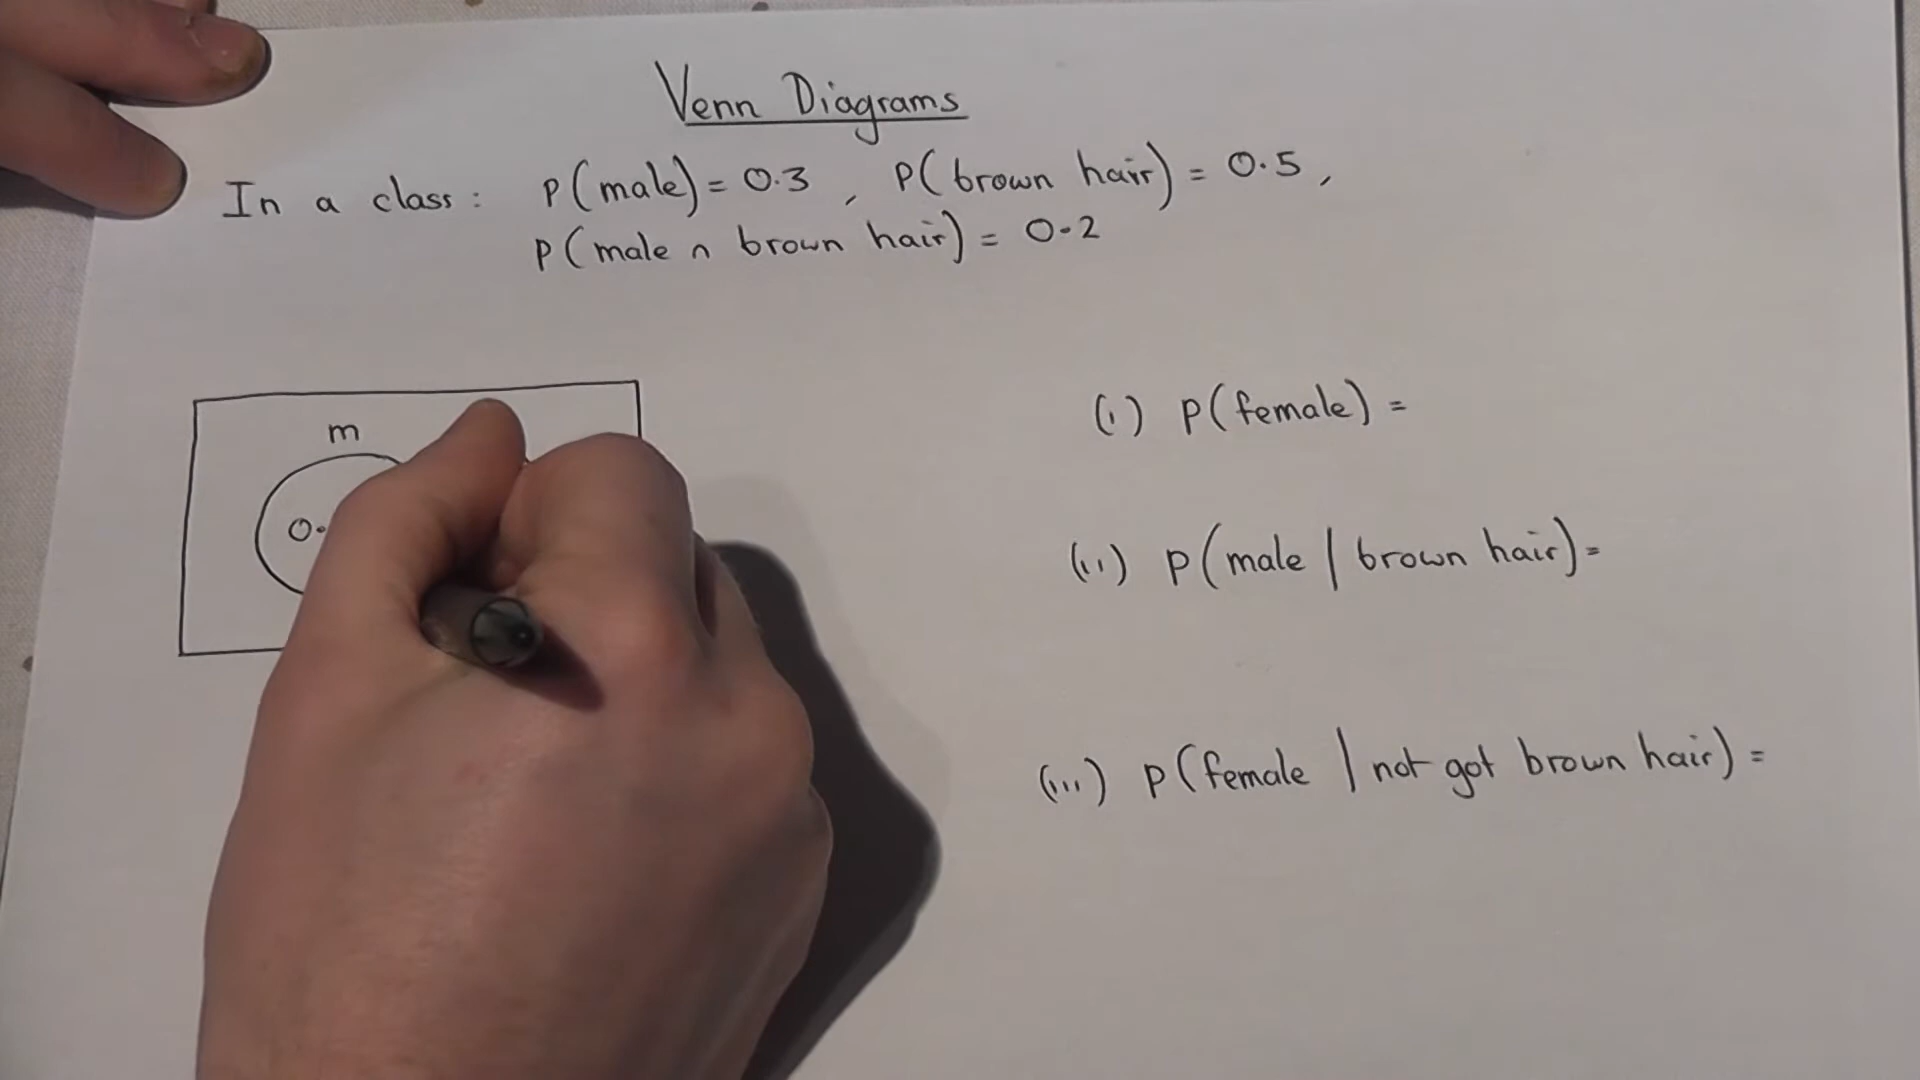 Venn Diagrams
In a class: P(male) = 0.3, P(brown hair) = 0.5,
P(male ∩ brown hair) = 0.2
m
0.
(i) P(female) =
(ii) P(male | brown hair) =
(iii) P(female | not got brown hair) =